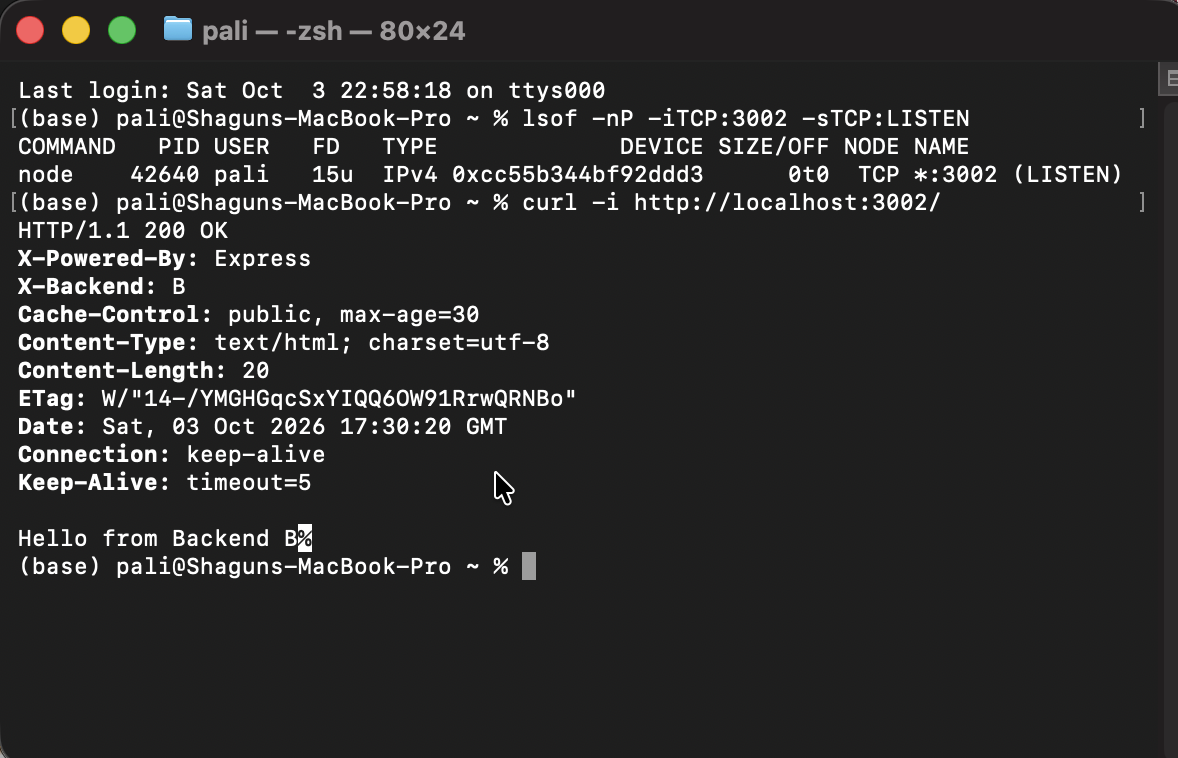 pali — -zsh — 80×24
Last login: Sat Oct  3 22:58:18 on ttys000
[(base) pali@Shaguns-MacBook-Pro ~ % lsof -nP -iTCP:3002 -sTCP:LISTEN            ]
COMMAND   PID USER   FD   TYPE             DEVICE SIZE/OFF NODE NAME
node    42640 pali   15u  IPv4 0xcc55b344bf92ddd3      0t0  TCP *:3002 (LISTEN)
[(base) pali@Shaguns-MacBook-Pro ~ % curl -i http://localhost:3002/              ]
HTTP/1.1 200 OK
X-Powered-By: Express
X-Backend: B
Cache-Control: public, max-age=30
Content-Type: text/html; charset=utf-8
Content-Length: 20
ETag: W/"14-/YMGHGqcSxYIQQ6OW91RrwQRNBo"
Date: Sat, 03 Oct 2026 17:30:20 GMT
Connection: keep-alive
Keep-Alive: timeout=5

Hello from Backend B%
(base) pali@Shaguns-MacBook-Pro ~ %